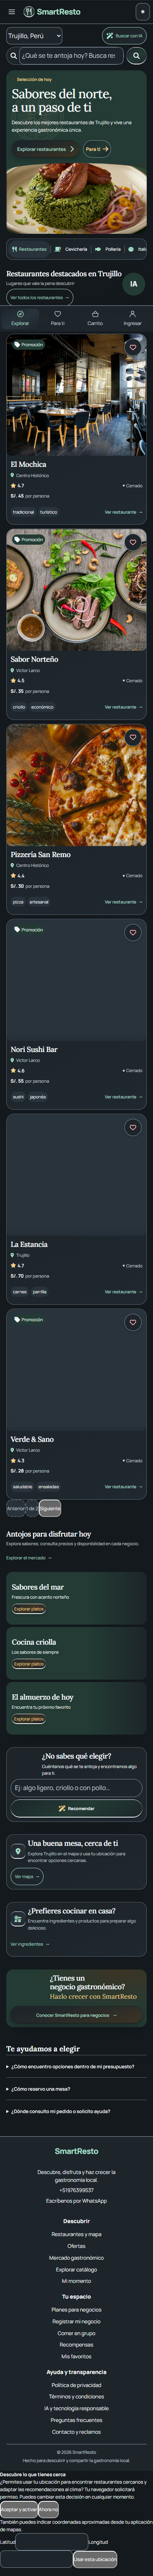 SmartResto
Trujillo, Perú
Buscar con IA
¿Qué se te antoja hoy? Busca res
Selección de hoy
Sabores del norte,
a un paso de ti
Descubre los mejores restaurantes de Trujillo y vive una
experiencia gastronómica única.
Explorar restaurantes
Para ti →
Restaurantes
Cevichería
Pollería
Restaurantes destacados en Trujillo
Lugares que vale la pena descubrir
IA
Ver todos los restaurantes →
Explorar
Para ti
Carrito
Ingresar
Promoción
El Mochica
Centro Histórico
4.7
Cerrado
S/. 45 por persona
tradicional
turístico
Ver restaurante →
Promoción
Sabor Norteño
Víctor Larco
4.5
Cerrado
S/. 35 por persona
criollo
económico
Ver restaurante →
Pizzería San Remo
Centro Histórico
4.4
Cerrado
S/. 30 por persona
pizza
artesanal
Ver restaurante →
Promoción
Nori Sushi Bar
Víctor Larco
4.6
Cerrado
S/. 55 por persona
sushi
japonés
Ver restaurante →
La Estancia
Trujillo
4.7
Cerrado
S/. 70 por persona
carnes
parrilla
Ver restaurante →
Promoción
Verde & Sano
Víctor Larco
4.3
Cerrado
S/. 28 por persona
saludable
ensaladas
Ver restaurante →
Anterior
1 de 2
Siguiente
Antojos para disfrutar hoy
Explora sabores, consulta precios y disponibilidad en cada negocio.
Explorar el mercado →
Sabores del mar
Frescura con acento norteño
Explorar platos
Cocina criolla
Los sabores de siempre
Explorar platos
El almuerzo de hoy
Encuentra tu próximo favorito
Explorar platos
¿No sabes qué elegir?
Cuéntanos qué se te antoja y encontramos algo
para ti.
Ej: algo ligero, criollo o con pollo...
Recomendar
Una buena mesa, cerca de ti
Explora Trujillo en el mapa o usa tu ubicación para
encontrar opciones cercanas.
Ver mapa →
¿Prefieres cocinar en casa?
Encuentra ingredientes y productos para preparar algo
delicioso.
Ver ingredientes →
¿Tienes un
negocio gastronómico?
Hazlo crecer con SmartResto
Conocer SmartResto para negocios →
Te ayudamos a elegir
¿Cómo encuentro opciones dentro de mi presupuesto?
¿Cómo reservo una mesa?
¿Dónde consulto mi pedido o solicito ayuda?
SmartResto
Descubre, disfruta y haz crecer la
gastronomía local.
+51976399537
Escríbenos por WhatsApp
Descubrir
Restaurantes y mapa
Ofertas
Mercado gastronómico
Explorar catálogo
Mi momento
Tu espacio
Planes para negocios
Registrar mi negocio
Comer en grupo
Recompensas
Mis favoritos
Ayuda y transparencia
Política de privacidad
Términos y condiciones
IA y tecnología responsable
Preguntas frecuentes
Contacto y reclamos
© 2026 SmartResto
Hecho para descubrir y compartir la gastronomía local.
Descubre lo que tienes cerca
¿Permites usar tu ubicación para encontrar restaurantes cercanos y
adaptar las recomendaciones al clima? Tu navegador solicitará
permiso. Puedes cambiar esta decisión en cualquier momento.
Aceptar y activar
Ahora no
También puedes indicar coordenadas aproximadas desde su aplicación
de mapas.
Latitud
Longitud
Usar esta ubicación